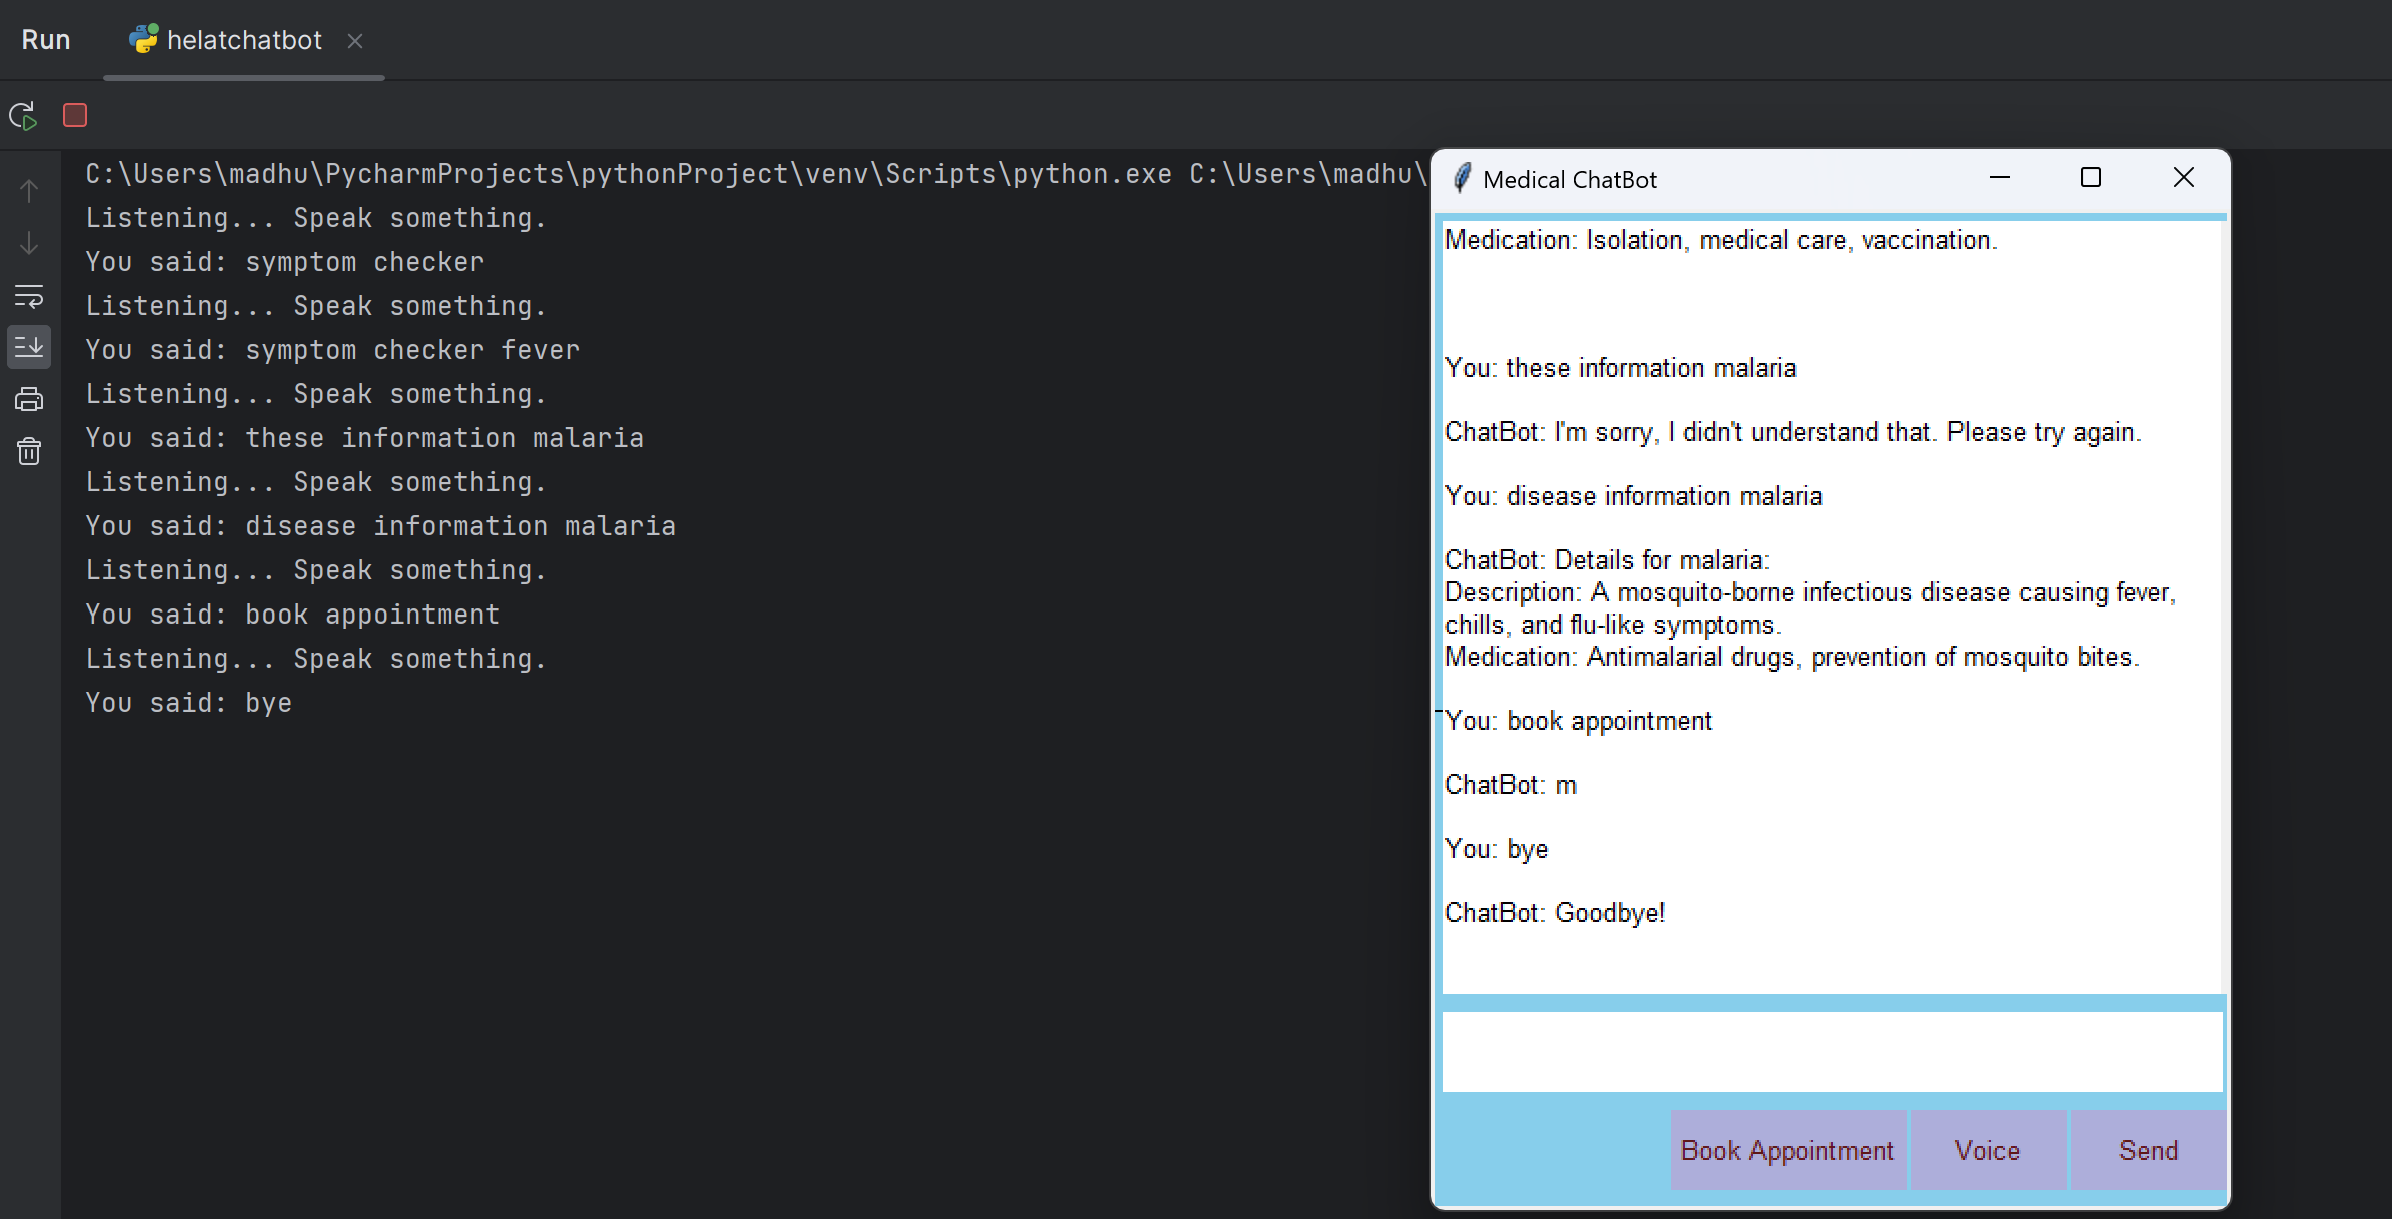 Run
helatchatbot
C:\Users\madhu\PycharmProjects\pythonProject\venv\Scripts\python.exe C:\Users\madhu\
Listening... Speak something.
You said: symptom checker
Listening... Speak something.
You said: symptom checker fever
Listening... Speak something.
You said: these information malaria
Listening... Speak something.
You said: disease information malaria
Listening... Speak something.
You said: book appointment
Listening... Speak something.
You said: bye
Medical ChatBot
Medication: Isolation, medical care, vaccination.
You: these information malaria
ChatBot: I'm sorry, I didn't understand that. Please try again.
You: disease information malaria
ChatBot: Details for malaria:
Description: A mosquito-borne infectious disease causing fever,
chills, and flu-like symptoms.
Medication: Antimalarial drugs, prevention of mosquito bites.
You: book appointment
ChatBot: m
You: bye
ChatBot: Goodbye!
Book Appointment
Voice
Send